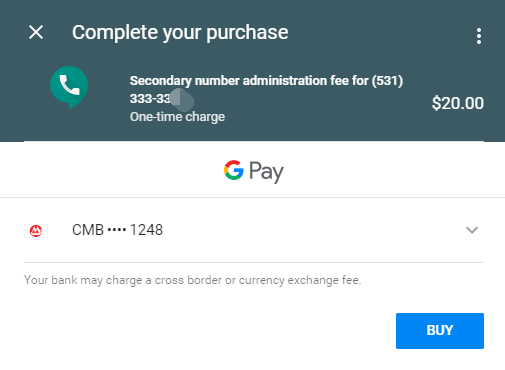 Complete your purchase
Secondary number administration fee for (531)
333-33
One-time charge
$20.00
G Pay
CMB •••• 1248
Your bank may charge a cross border or currency exchange fee.
BUY